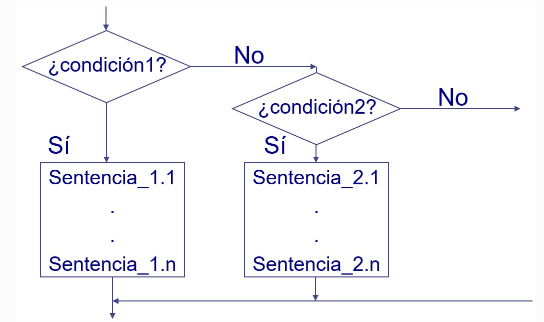 ¿condición1?
No
¿condición2?
No
Sí
Sentencia_1.1
.
.
Sentencia_1.n
Sí
Sentencia_2.1
.
.
Sentencia_2.n